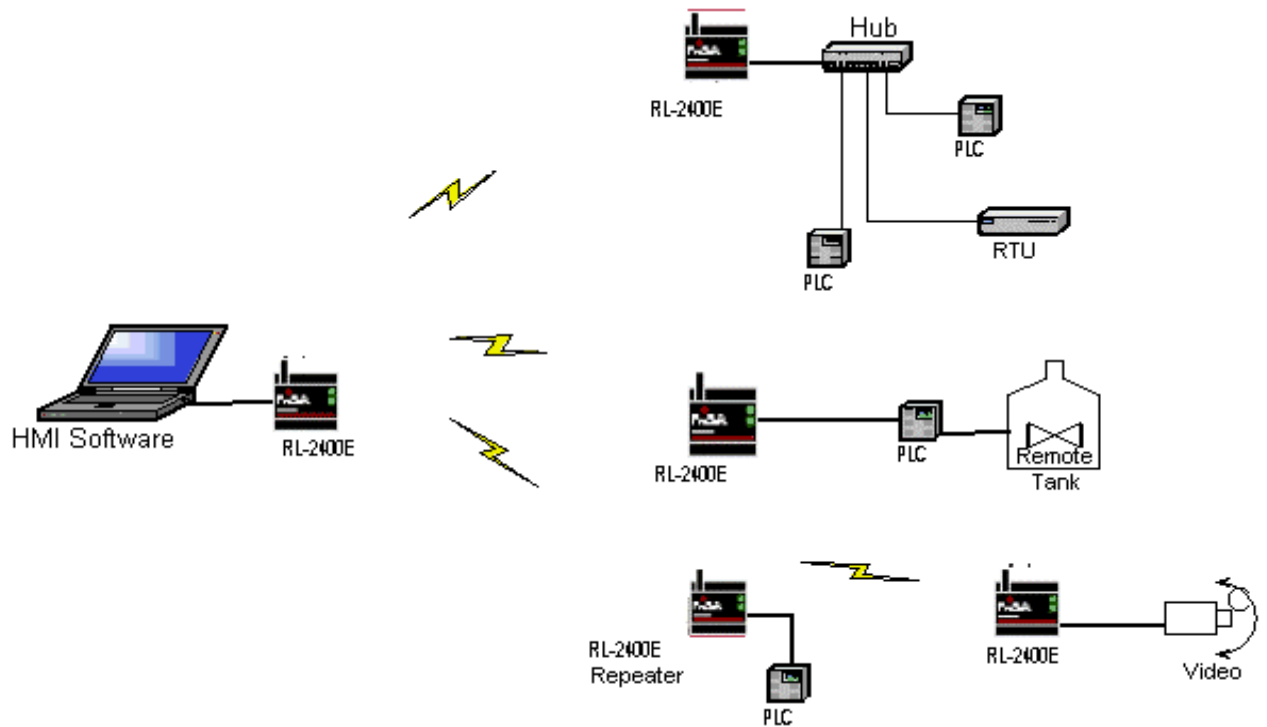 Hub
RL-2400E
PLC
RTU
PLC
HMI Software
RL-2400E
RL-2400E
PLC
Remote
Tank
RL-2400E
Repeater
PLC
RL-2400E
Video